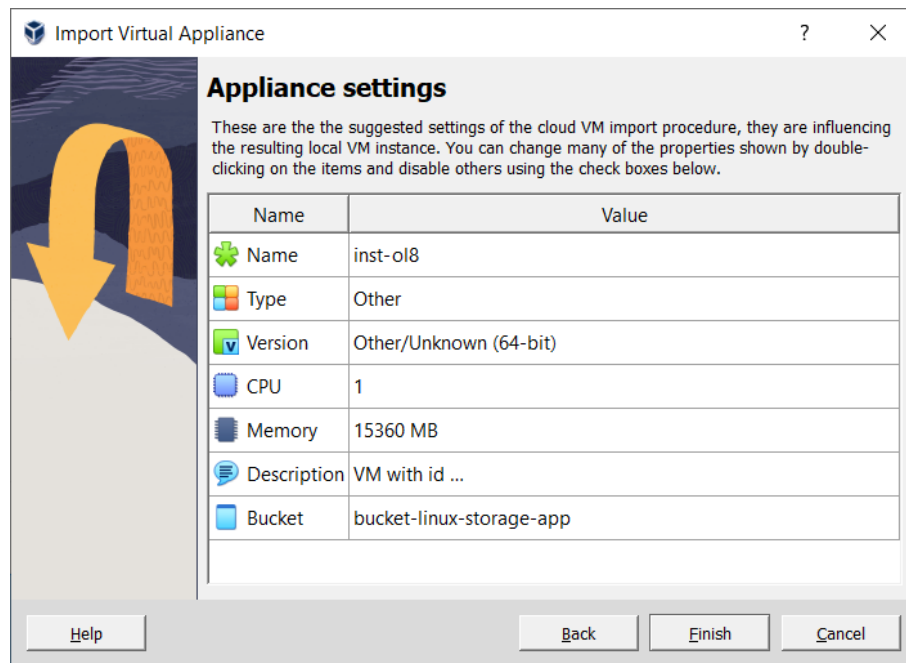 Import Virtual Appliance
?
Appliance settings
These are the the suggested settings of the cloud VM import procedure, they are influencing
the resulting local VM instance. You can change many of the properties shown by double-
clicking on the items and disable others using the check boxes below.
Name Value
Name inst-ol8
Type Other
Version Other/Unknown (64-bit)
CPU 1
Memory 15360 MB
Description VM with id ...
Bucket bucket-linux-storage-app
Help Back Finish Cancel